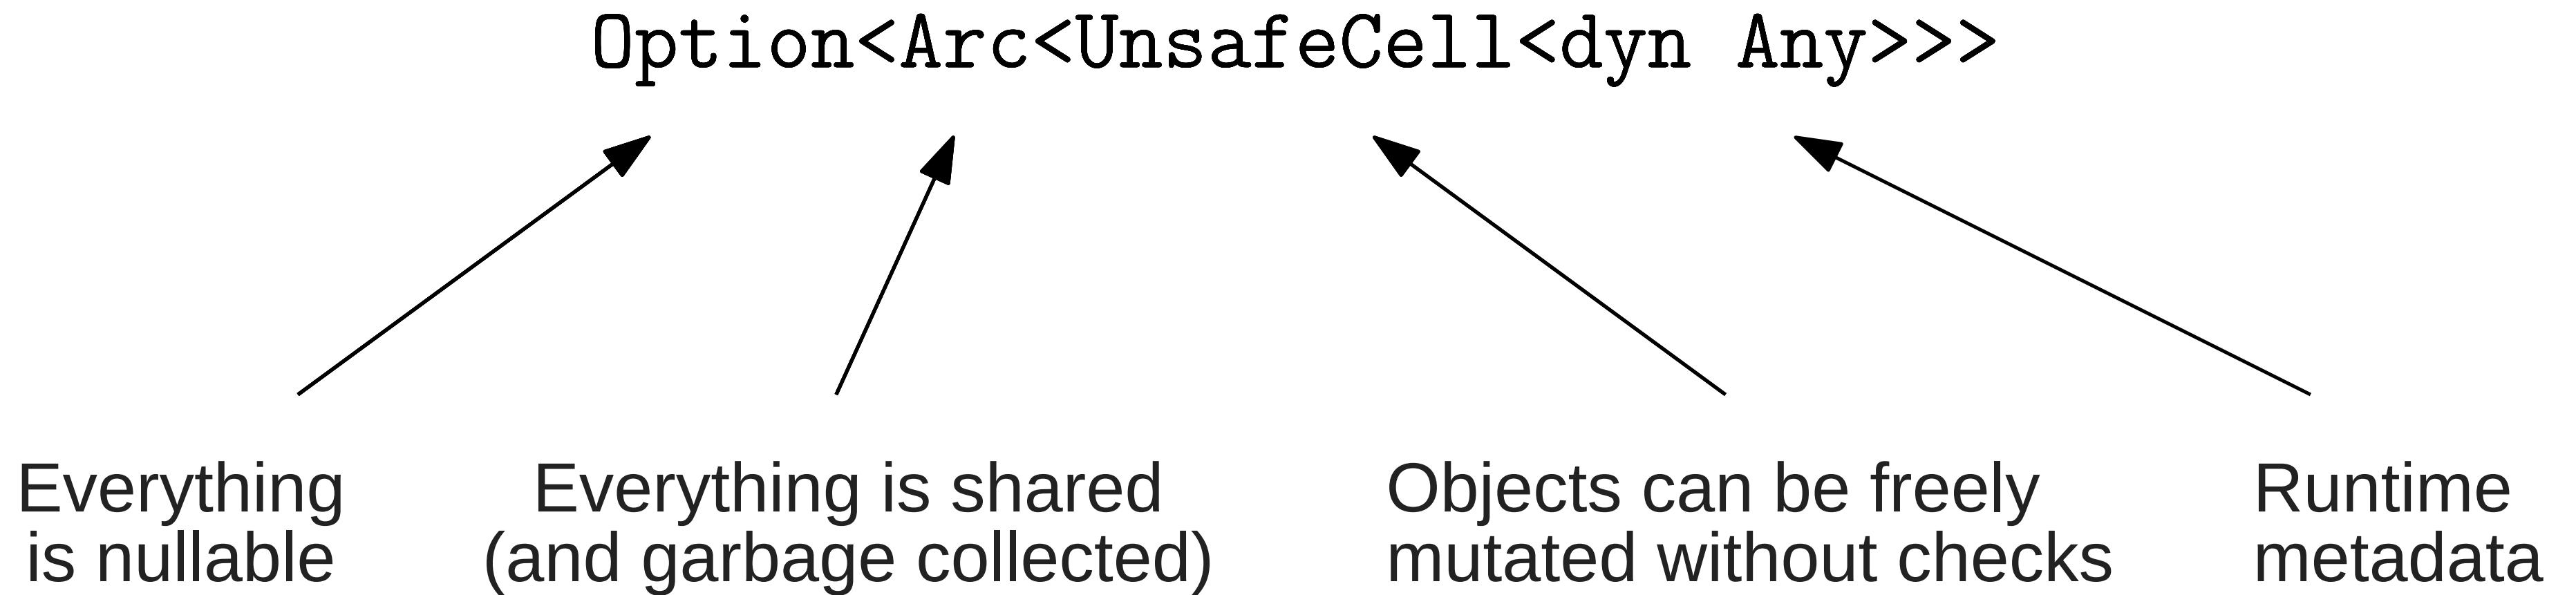 Option<Arc<UnsafeCell<dyn Any>>>
Everything
is nullable
Everything is shared
(and garbage collected)
Objects can be freely
mutated without checks
Runtime
metadata